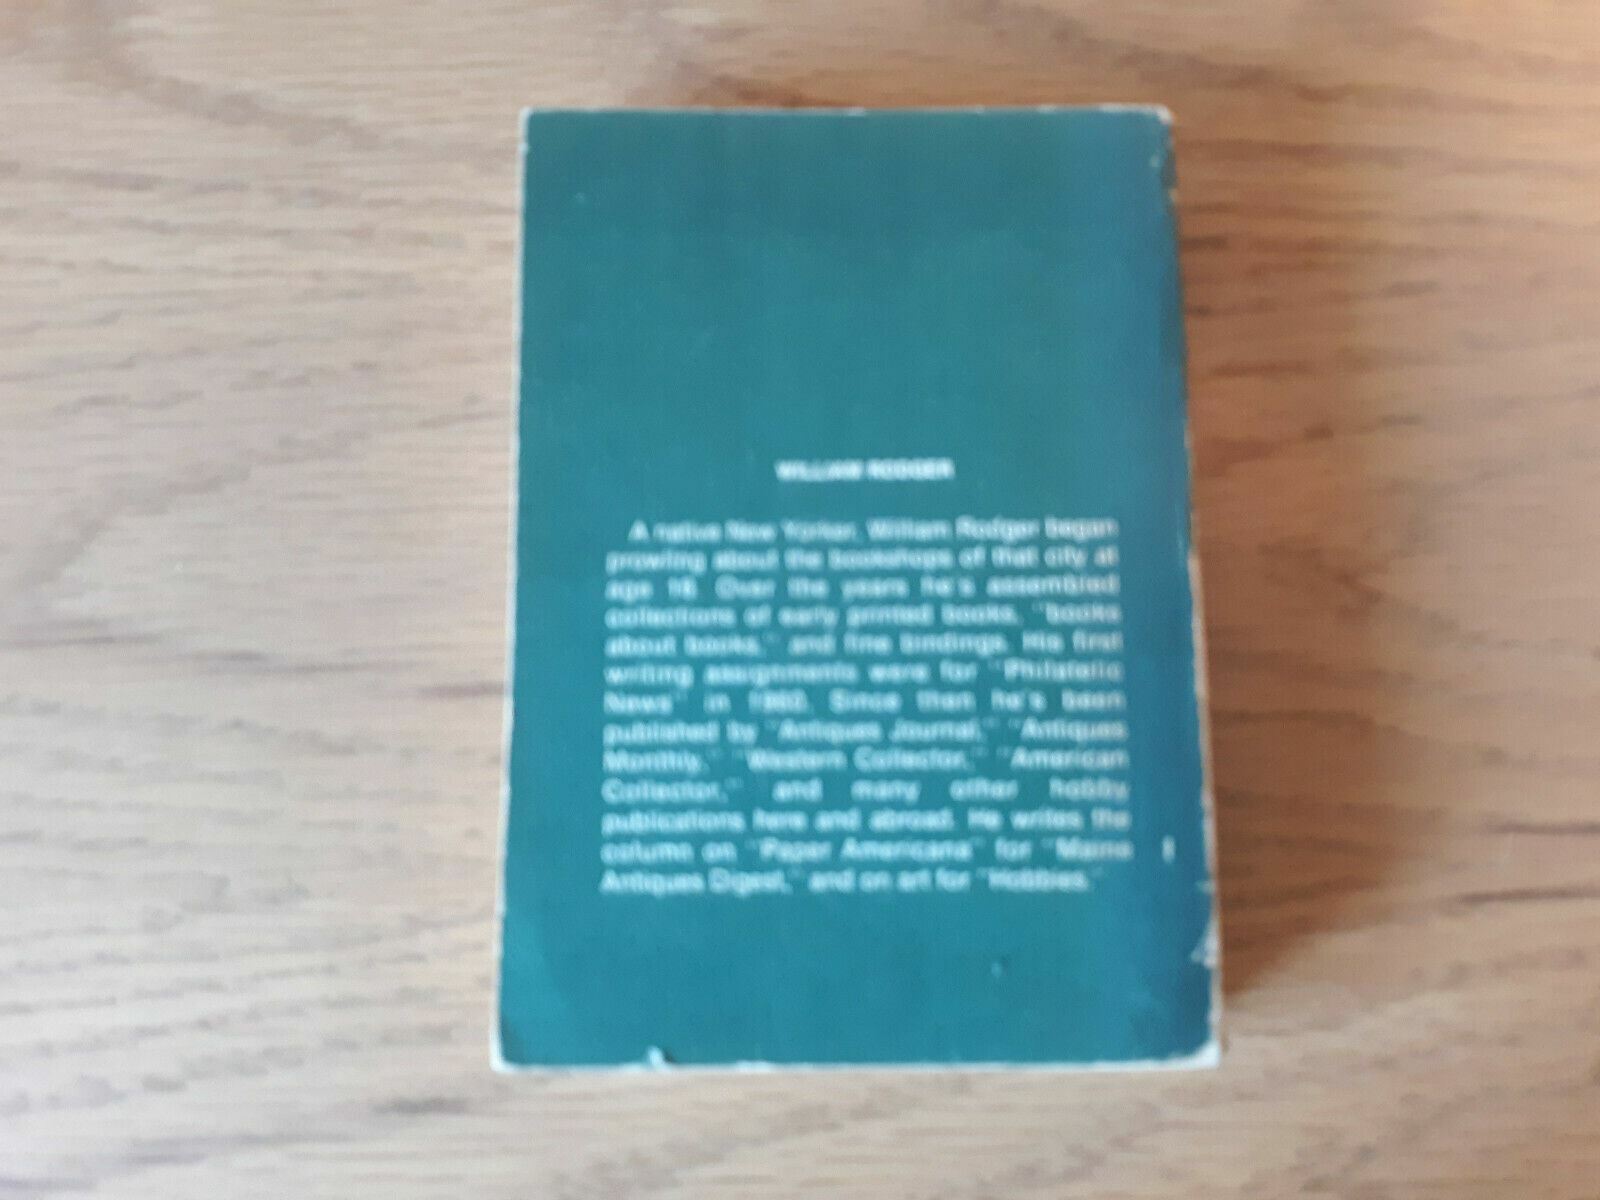 WILLIAM RODGER
A native New Yorker, William Rodger began
prowling about the bookshops of that city at
age Over the years he's assembled
collections of early printed books, "books
about books," and fine bindings. His first
writing assignments were for "Philatelic
News" in Since then he's been
published by "Antiques Journal," "Antiques
Monthly," "Western Collector," "American
Collector," and many other hobby
publications here and abroad. He writes the
column on "Paper Americana" for "Maine
Antiques Digest," and on art for "Hobbies."